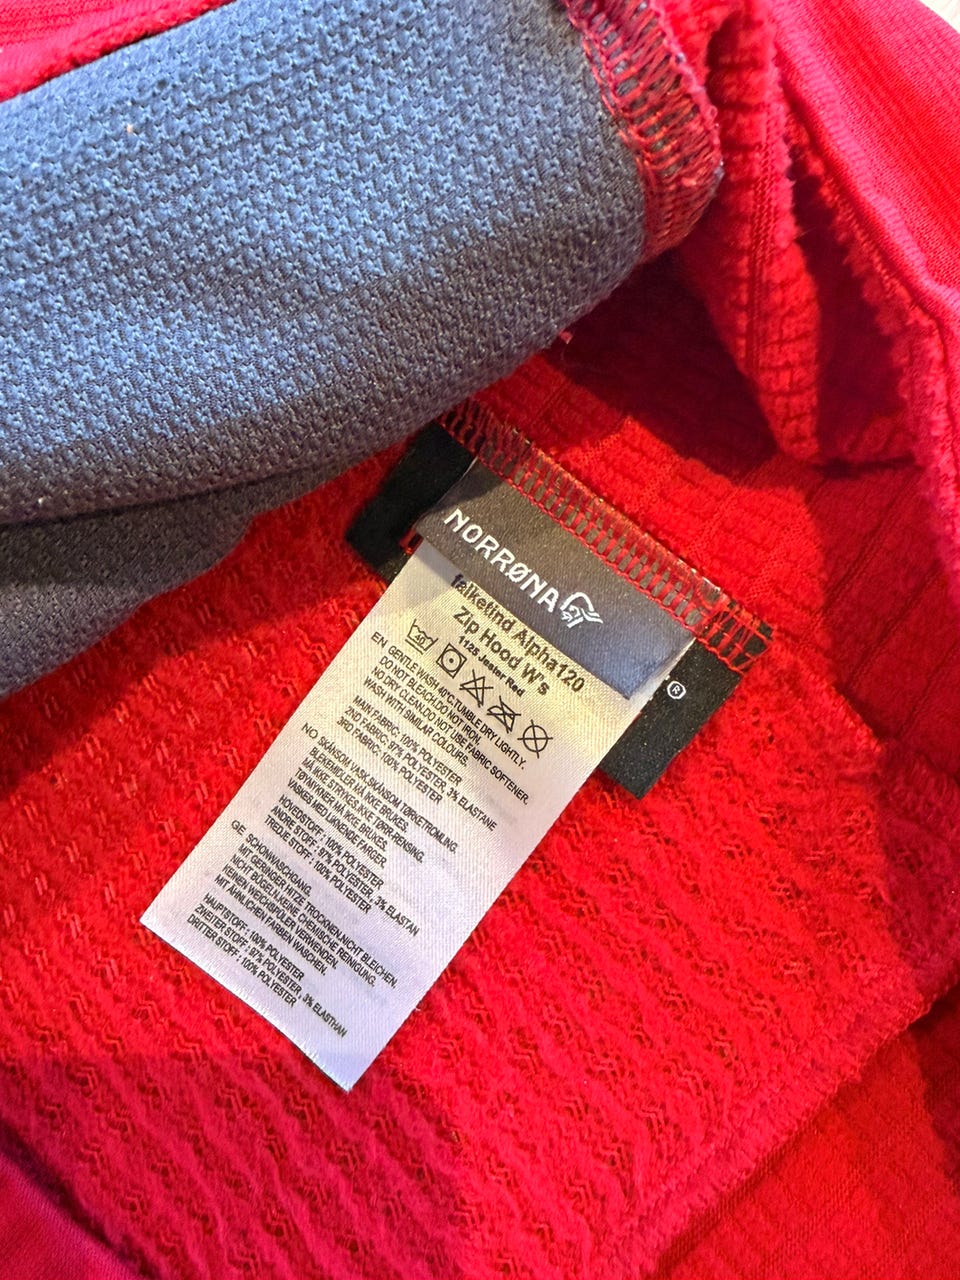 NORRØNA
falketind Alpha120
Zip Hood W's
1125 Jester Red
40
EN GENTLE WASH 40°C.TUMBLE DRY LIGHTLY.
DO NOT BLEACH.DO NOT IRON.
NO DRY CLEAN.DO NOT USE FABRIC SOFTENER.
WASH WITH SIMILAR COLOURS.
MAIN FABRIC: 100% POLYESTER
2ND FABRIC: 97% POLYESTER, 3% ELASTANE
3RD FABRIC: 100% POLYESTER
NO SKÅNSOM VASK.SKÅNSOM TØRKETROMLING.
BLEKEMIDLER MÅ IKKE BRUKES.
MÅ IKKE STRYKES.IKKE TØRR-RENSING.
TØYMYKNER MÅ IKKE BRUKES.
VASKES MED LIGNENDE FARGER.
HOVEDSTOFF : 100% POLYESTER
ANDRE STOFF : 97% POLYESTER, 3% ELASTAN
TREDJE STOFF : 100% POLYESTER
GE SCHONWASCHGANG.
MIT GERINGER HITZE TROCKNEN.NICHT BLEICHEN.
NICHT BÜGELN.KEINE CHEMISCHE REINIGUNG.
KEINEN WEICHSPÜLER VERWENDEN.
MIT ÄHNLICHEN FARBEN WASCHEN.
HAUPTSTOFF : 100% POLYESTER
ZWEITER STOFF : 97% POLYESTER , 3% ELASTHAN
DRITTER STOFF : 100% POLYESTER
®